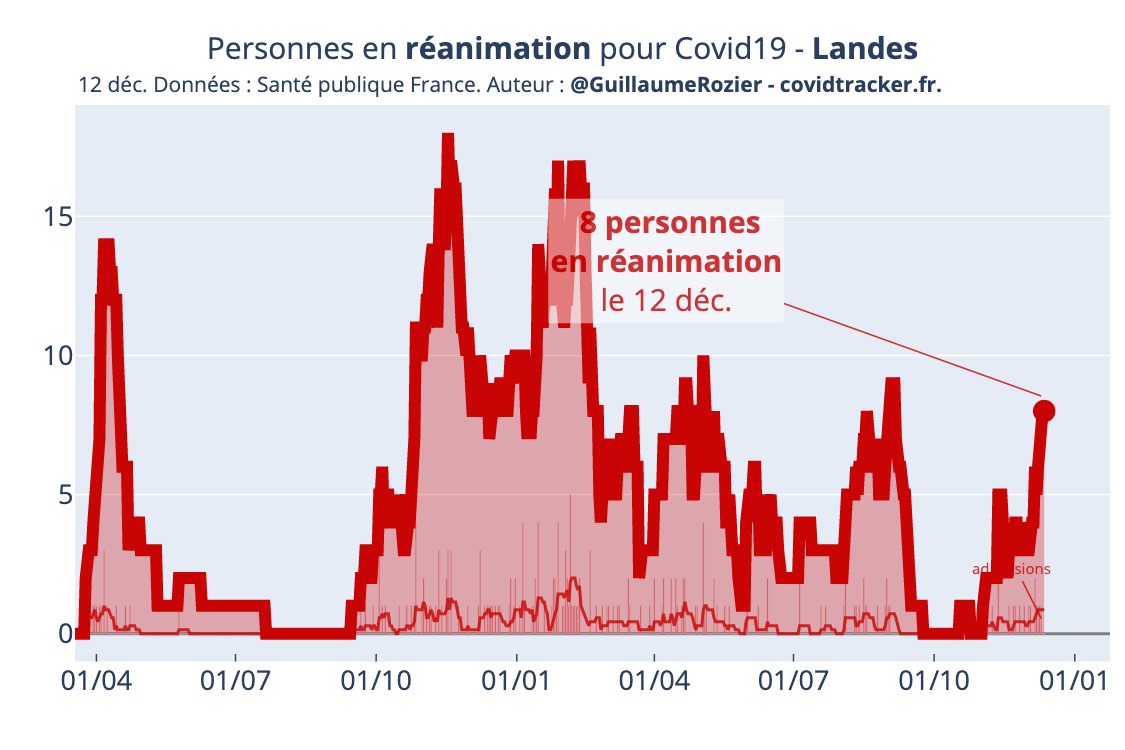 Personnes en réanimation pour Covid19 - Landes
12 déc. Données : Santé publique France. Auteur : @GuillaumeRozier - covidtracker.fr.
15
10
5
0
8 personnes
en réanimation
le 12 déc.
admissions
01/04
01/07
01/10
01/01
01/04
01/07
01/10
01/01